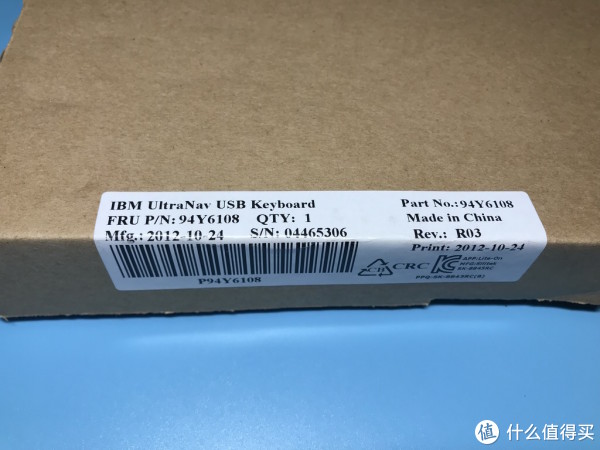 IBM UltraNav USB Keyboard Part No.:94Y6108
FRU P/N:94Y6108 QTY: 1 Made in China
Mfg.: 2012-10-24 S/N: 04465306 Rev.: R03
Print: 2012-10-24
CRC
P94Y6108
值 什么值得买